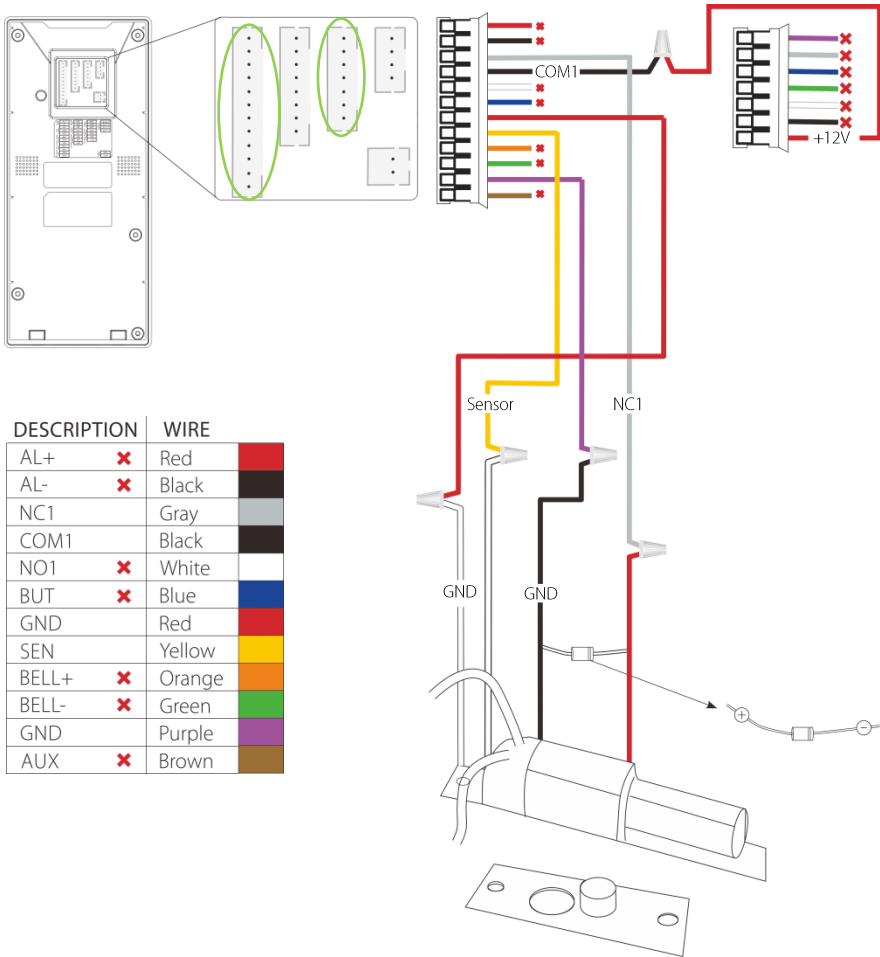 COM1
+12V
Sensor NC1
DESCRIPTION WIRE
AL+ Red
AL- Black
NC1 Gray
COM1 Black
NO1 White
BUT Blue
GND Red
SEN Yellow
BELL+ Orange
BELL- Green
GND Purple
AUX Brown
GND GND